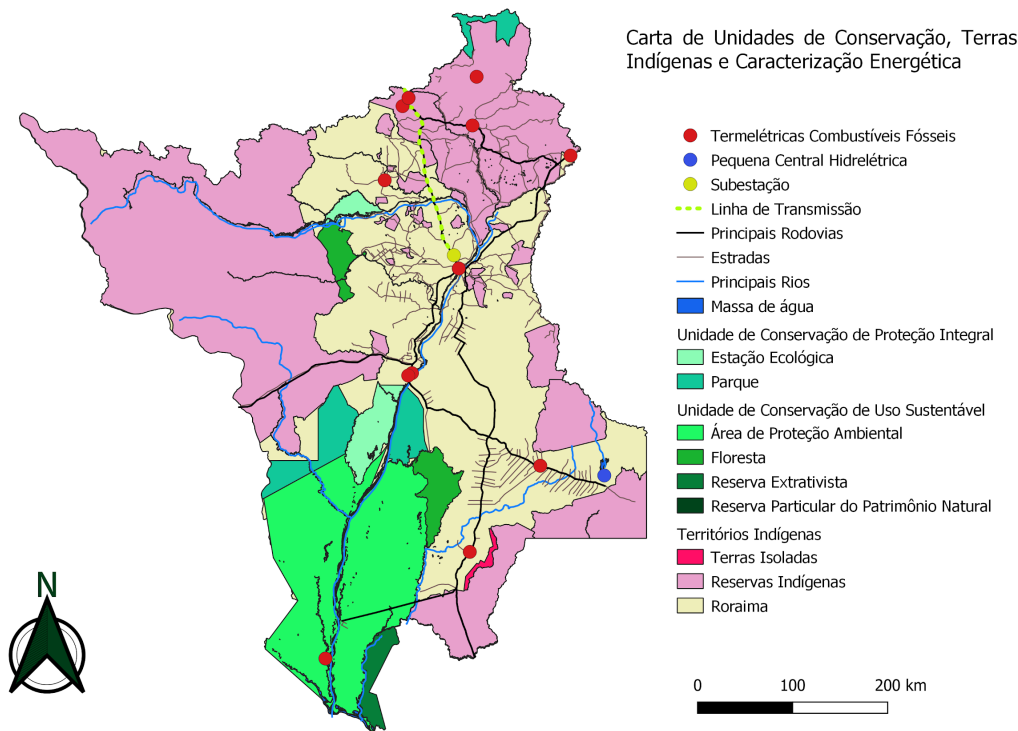 Carta de Unidades de Conservação, Terras
Indígenas e Caracterização Energética
Termelétricas Combustíveis Fósseis
Pequena Central Hidrelétrica
Subestação
Linha de Transmissão
Principais Rodovias
Estradas
Principais Rios
Massa de água
Unidade de Conservação de Proteção Integral
Estação Ecológica
Parque
Unidade de Conservação de Uso Sustentável
Área de Proteção Ambiental
Floresta
Reserva Extrativista
Reserva Particular do Patrimônio Natural
Territórios Indígenas
Terras Isoladas
Reservas Indígenas
Roraima
N
0 100 200 km